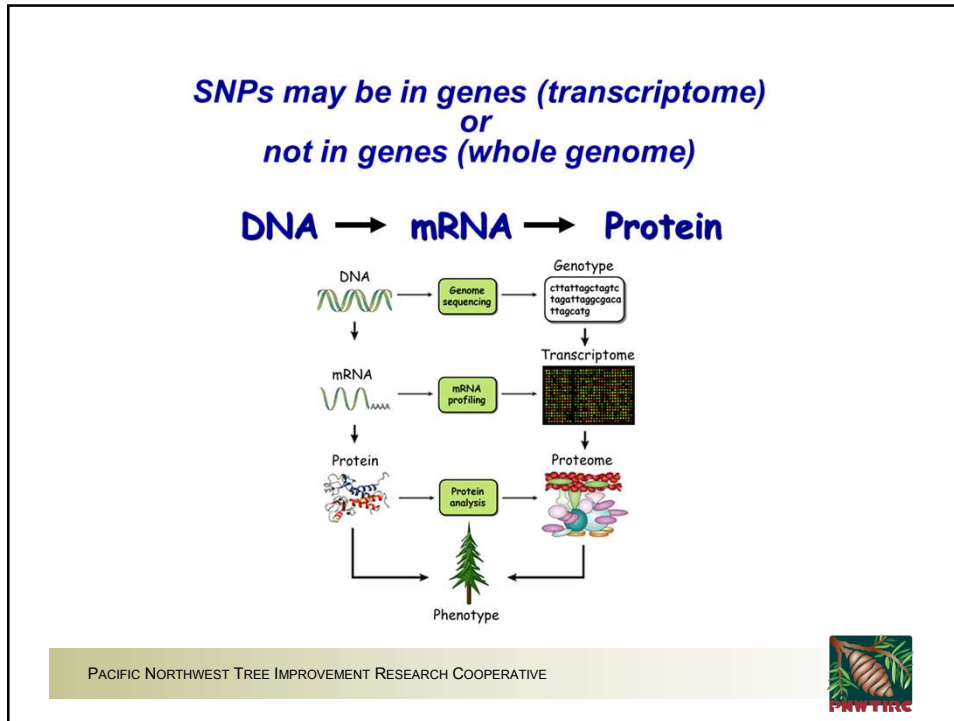 SNPs may be in genes (transcriptome)
or
not in genes (whole genome)
DNA → mRNA → Protein
DNA
Genome
sequencing
Genotype
cttattagctagtc
tagattaggcgaca
ttagcatg
mRNA
AAAA
mRNA
profiling
Transcriptome
Protein
Protein
analysis
Proteome
Phenotype
PACIFIC NORTHWEST TREE IMPROVEMENT RESEARCH COOPERATIVE
PNWTIRC